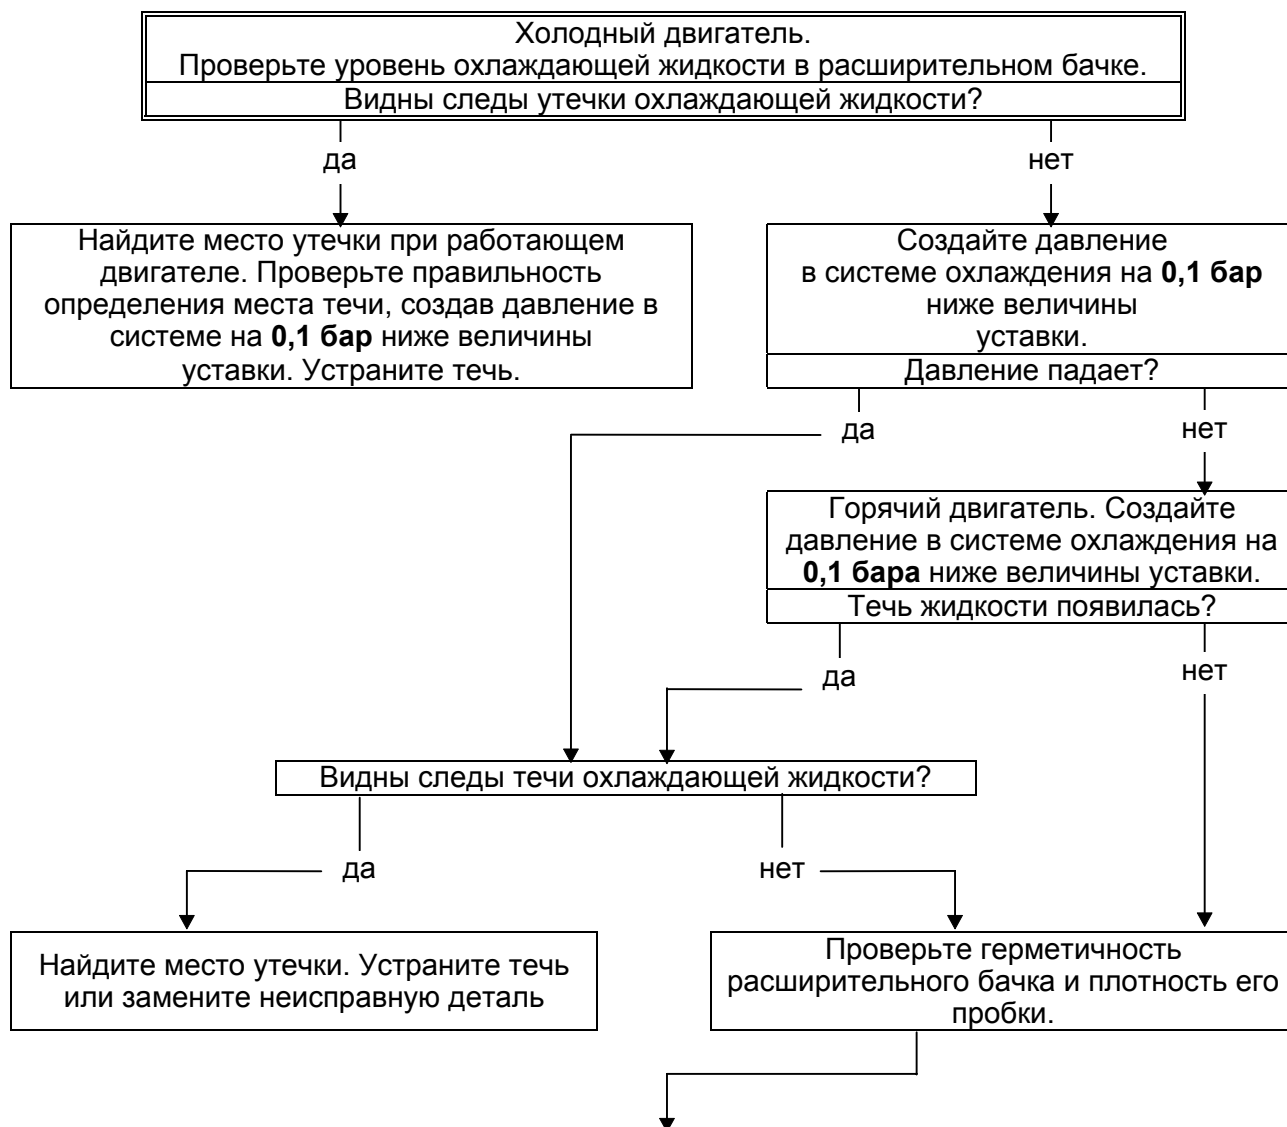 Холодный двигатель.
Проверьте уровень охлаждающей жидкости в расширительном бачке.
Видны следы утечки охлаждающей жидкости?
да
нет
Найдите место утечки при работающем
двигателе. Проверьте правильность
определения места течи, создав давление в
системе на 0,1 бар ниже величины
уставки. Устраните течь.
Создайте давление
в системе охлаждения на 0,1 бар
ниже величины
уставки.
Давление падает?
да
нет
Горячий двигатель. Создайте
давление в системе охлаждения на
0,1 бара ниже величины уставки.
Течь жидкости появилась?
да
нет
Видны следы течи охлаждающей жидкости?
да
нет
Найдите место утечки. Устраните течь
или замените неисправную деталь
Проверьте герметичность
расширительного бачка и плотность его
пробки.